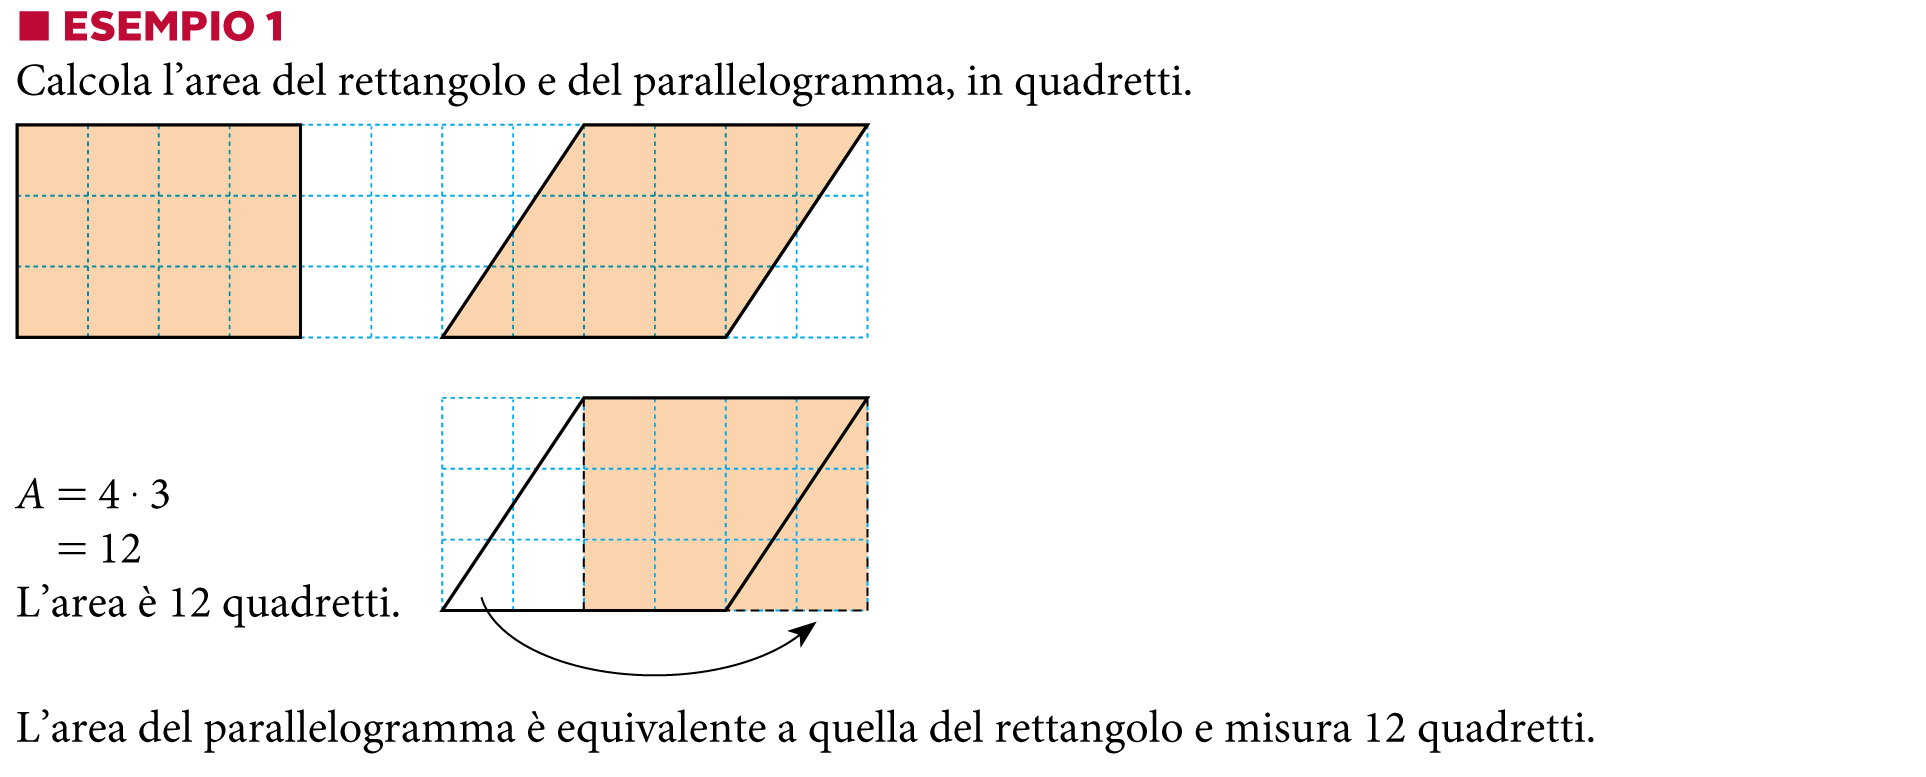 ESEMPIO 1
Calcola l’area del rettangolo e del parallelogramma, in quadretti.
A = 4 · 3
= 12
L’area è 12 quadretti.
L’area del parallelogramma è equivalente a quella del rettangolo e misura 12 quadretti.